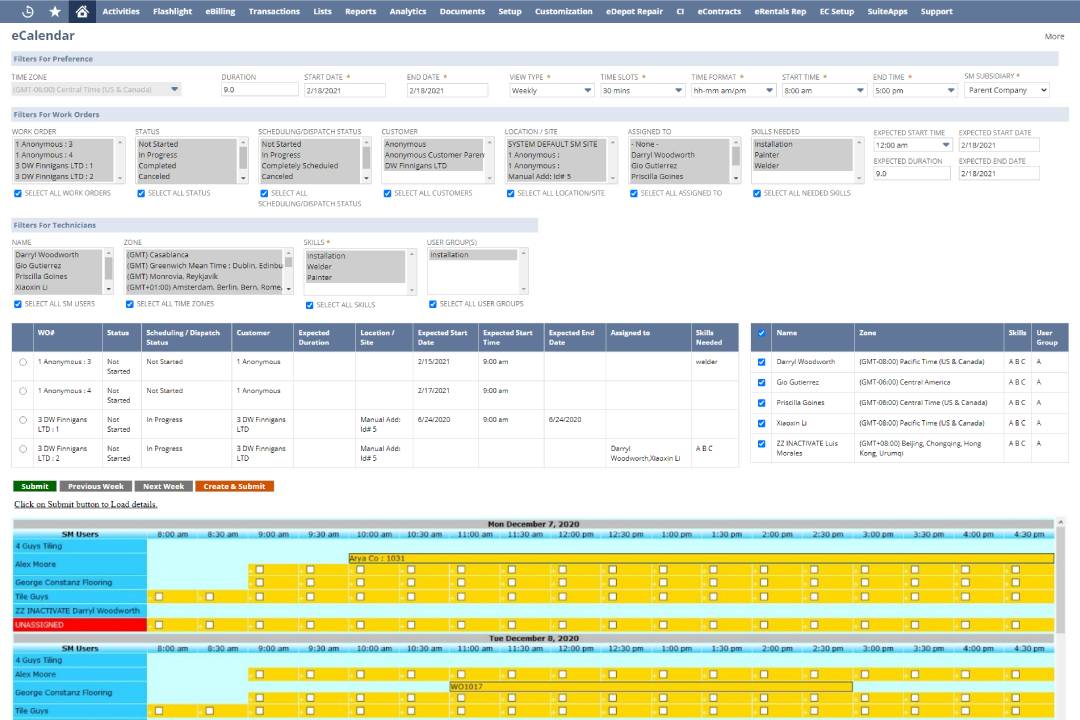 Activities Flashlight eBilling Transactions Lists Reports Analytics Documents Setup Customization eDepot Repair CI eContracts eRentals Rep EC Setup SuiteApps Support
eCalendar More
Filters For Preference
TIME ZONE DURATION START DATE * END DATE * VIEW TYPE * TIME SLOTS * TIME FORMAT * START TIME * END TIME * SM SUBSIDIARY *
(GMT-06:00) Central Time (US & Canada) 9.0 2/18/2021 2/18/2021 Weekly 30 mins hh-mm am/pm 8:00 am 5:00 pm Parent Company
Filters For Work Orders
WORK ORDER STATUS SCHEDULING/DISPATCH STATUS CUSTOMER LOCATION / SITE ASSIGNED TO SKILLS NEEDED EXPECTED START TIME EXPECTED START DATE
1 Anonymous : 3 Not Started Not Started Anonymous SYSTEM DEFAULT SM SITE - None - Installation 12:00 am 2/18/2021
1 Anonymous : 4 In Progress In Progress Anonymous Customer Paren 1 Anonymous : Darryl Woodworth Painter
3 DW Finnigans LTD : 1 Completed Completely Scheduled DW Finnigans LTD 1 Anonymous : Gio Gutierrez Welder EXPECTED DURATION EXPECTED END DATE
3 DW Finnigans LTD : 2 Canceled Canceled Manual Add: Id# 5 Priscilla Goines 9.0 2/18/2021
SELECT ALL WORK ORDERS SELECT ALL STATUS SELECT ALL SCHEDULING/DISPATCH STATUS SELECT ALL CUSTOMERS SELECT ALL LOCATION/SITE SELECT ALL ASSIGNED TO SELECT ALL NEEDED SKILLS
Filters For Technicians
NAME ZONE SKILLS * USER GROUP(S)
Darryl Woodworth (GMT) Casablanca Installation Installation
Gio Gutierrez (GMT) Greenwich Mean Time : Dublin, Edinbu Welder
Priscilla Goines (GMT) Monrovia, Reykjavik Painter
Xiaoxin Li (GMT+01:00) Amsterdam, Berlin, Bern, Rome,
SELECT ALL SM USERS SELECT ALL TIME ZONES SELECT ALL SKILLS SELECT ALL USER GROUPS
WO# Status Scheduling / Dispatch Status Customer Expected Duration Location / Site Expected Start Date Expected Start Time Expected End Date Assigned to Skills Needed
1 Anonymous : 3 Not Started Not Started 1 Anonymous 2/15/2021 9:00 am welder
1 Anonymous : 4 Not Started Not Started 1 Anonymous 2/17/2021 9:00 am
3 DW Finnigans LTD : 1 Not Started In Progress 3 DW Finnigans LTD Manual Add: Id# 5 6/24/2020 9:00 am 6/24/2020
3 DW Finnigans LTD : 2 Not Started In Progress 3 DW Finnigans LTD Manual Add: Id# 5 Darryl Woodworth,Xiaoxin Li A B C
Name Zone Skills User Group
Darryl Woodworth (GMT-08:00) Pacific Time (US & Canada) A B C A
Gio Gutierrez (GMT-06:00) Central America A B C A
Priscilla Goines (GMT-06:00) Central Time (US & Canada) A B C A
Xiaoxin Li (GMT-08:00) Pacific Time (US & Canada) A B C A
ZZ INACTIVATE Luis Morales (GMT+08:00) Beijing, Chongqing, Hong Kong, Urumqi A B C A
Submit Previous Week Next Week Create & Submit
Click on Submit button to Load details.
Mon December 7, 2020
SM Users 8:00 am 8:30 am 9:00 am 9:30 am 10:00 am 10:30 am 11:00 am 11:30 am 12:00 pm 12:30 pm 1:00 pm 1:30 pm 2:00 pm 2:30 pm 3:00 pm 3:30 pm 4:00 pm 4:30 pm
4 Guys Tiling
Alex Moore Arya Co : 1031
George Constanz Flooring
Tile Guys
ZZ INACTIVATE Darryl Woodworth
UNASSIGNED
Tue December 8, 2020
SM Users 8:00 am 8:30 am 9:00 am 9:30 am 10:00 am 10:30 am 11:00 am 11:30 am 12:00 pm 12:30 pm 1:00 pm 1:30 pm 2:00 pm 2:30 pm 3:00 pm 3:30 pm 4:00 pm 4:30 pm
4 Guys Tiling
Alex Moore
George Constanz Flooring WO1017
Tile Guys